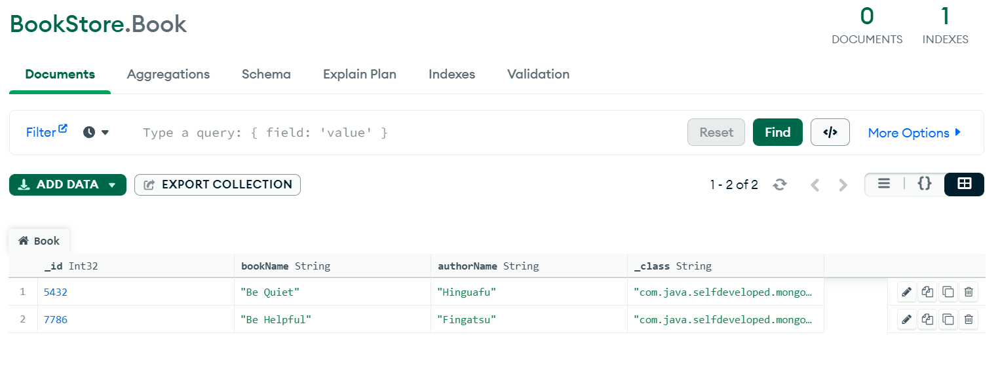 BookStore.Book
0 1
DOCUMENTS INDEXES
Documents Aggregations Schema Explain Plan Indexes Validation
Filter Type a query: { field: 'value' } Reset Find </> More Options
ADD DATA EXPORT COLLECTION 1 - 2 of 2 {}
Book
_id Int32 bookName String authorName String _class String
1 5432 "Be Quiet" "Hinguafu" "com.java.selfdeveloped.mongo…
2 7786 "Be Helpful" "Fingatsu" "com.java.selfdeveloped.mongo…